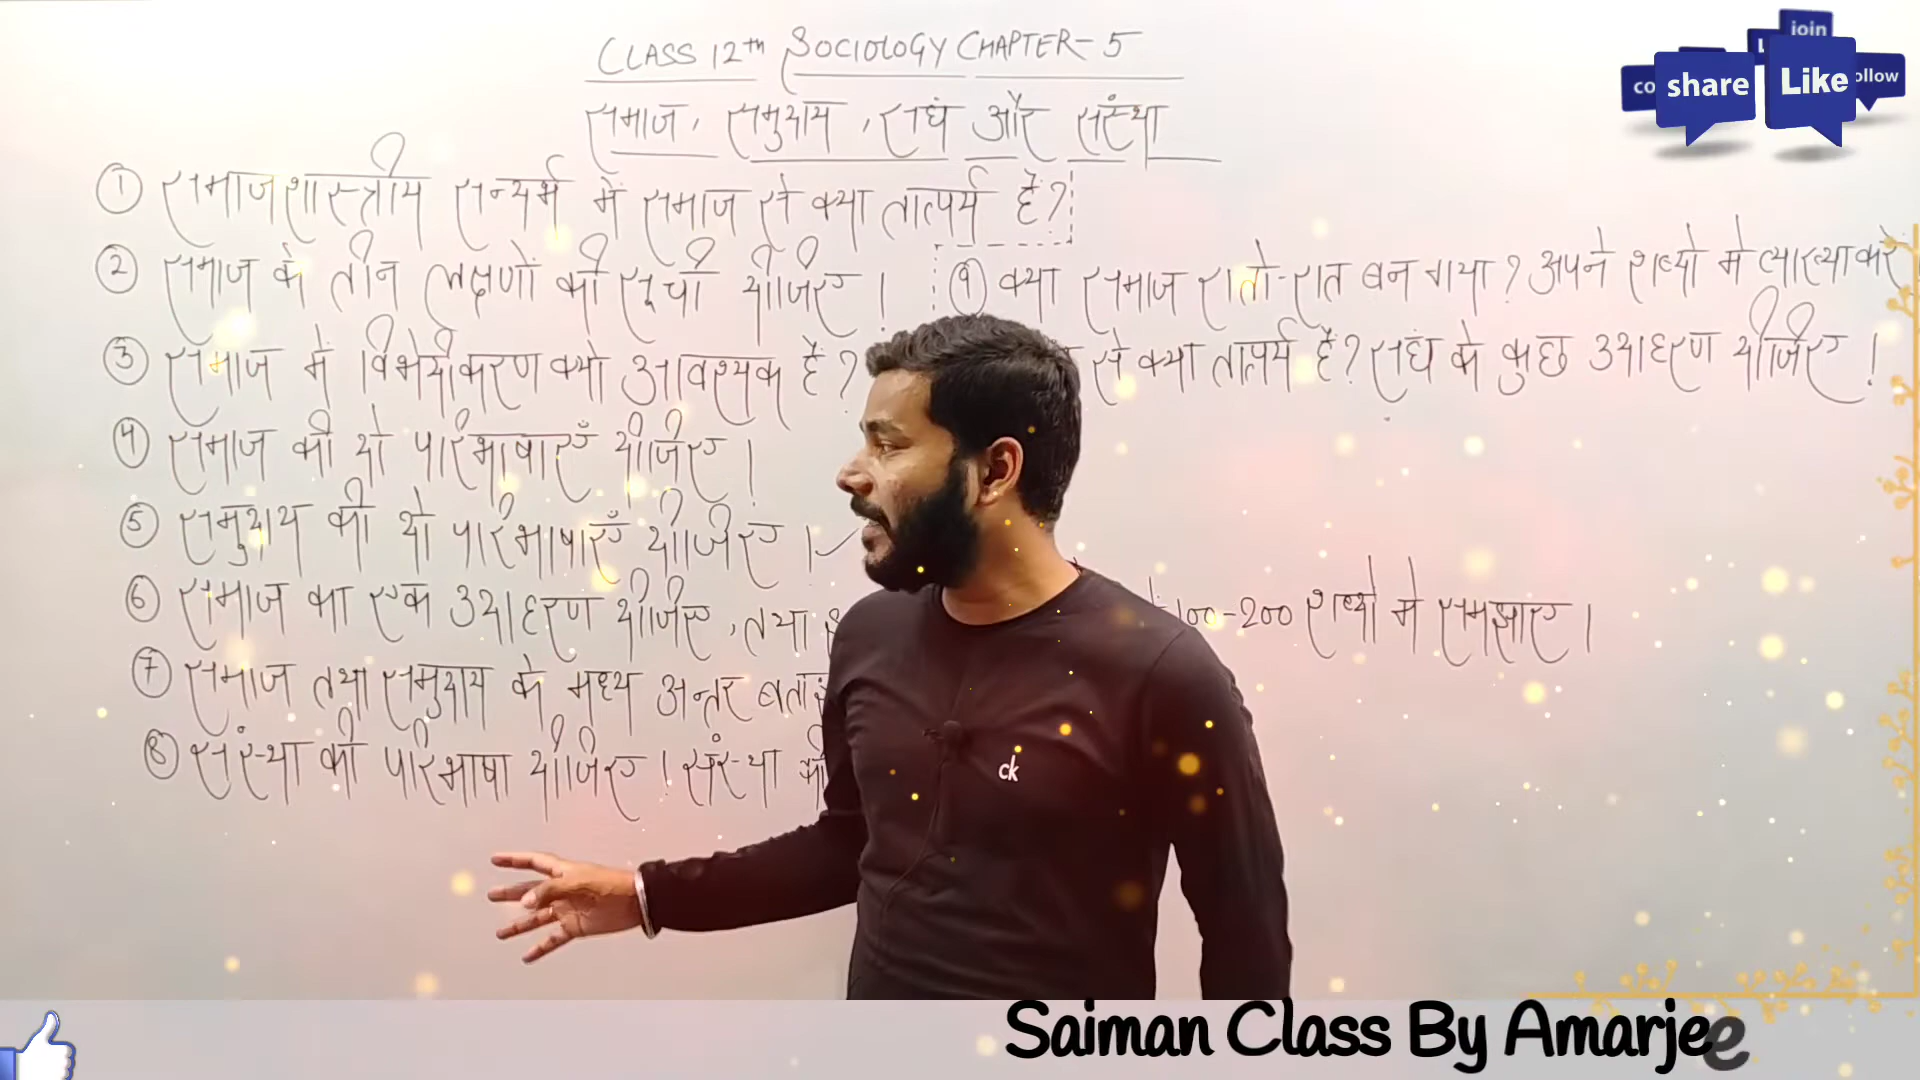 CLASS 12th SOCIOLOGY CHAPTER-5
समाज, समुदाय, संघ और संस्था
① समाजशास्त्रीय सन्दर्भ में समाज से क्या तात्पर्य है?
② समाज के तीन लक्षणों की सूची दीजिए।
③ समाज में विभेदीकरण क्यो आवश्यक है?
④ समाज की दो परिभाषाएँ दीजिए।
⑤ समुदाय की दो परिभाषाएँ दीजिए।
⑥ समाज का एक उदाहरण दीजिए, तथा 100-200 शब्दो में समझाए।
⑦ समाज तथा समुदाय के मध्य अन्तर
⑧ संस्था की परिभाषा दीजिए। संस्था की
⑨ क्या समाज रातो-रात बन गया? अपने शब्दो मे व्याख्या करे
से क्या तात्पर्य है? संघ के कुछ उदाहरण दीजिए।
join
share
Like
ollow
co
ck
Saiman Class By Amarjee